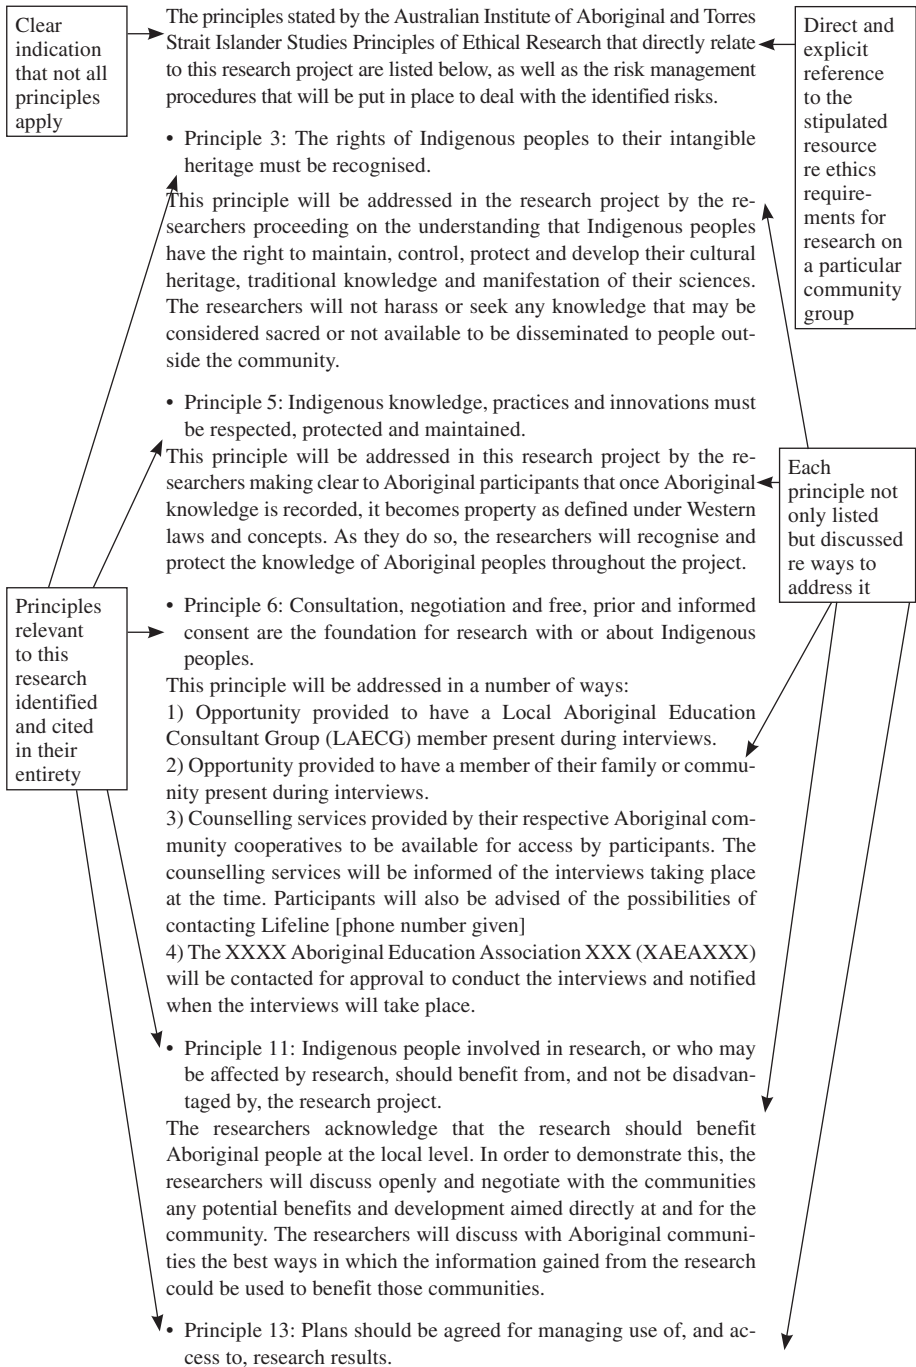 Clear
indication
that not all
principles
apply
The principles stated by the Australian Institute of Aboriginal and Torres
Strait Islander Studies Principles of Ethical Research that directly relate
to this research project are listed below, as well as the risk management
procedures that will be put in place to deal with the identified risks.
Direct and
explicit
reference
to the
stipulated
resource
re ethics
require-
ments for
research on
a particular
community
group
• Principle 3: The rights of Indigenous peoples to their intangible
heritage must be recognised.
This principle will be addressed in the research project by the re-
searchers proceeding on the understanding that Indigenous peoples
have the right to maintain, control, protect and develop their cultural
heritage, traditional knowledge and manifestation of their sciences.
The researchers will not harass or seek any knowledge that may be
considered sacred or not available to be disseminated to people out-
side the community.
• Principle 5: Indigenous knowledge, practices and innovations must
be respected, protected and maintained.
This principle will be addressed in this research project by the re-
searchers making clear to Aboriginal participants that once Aboriginal
knowledge is recorded, it becomes property as defined under Western
laws and concepts. As they do so, the researchers will recognise and
protect the knowledge of Aboriginal peoples throughout the project.
Each
principle not
only listed
but discussed
re ways to
address it
Principles
relevant
to this
research
identified
and cited
in their
entirety
• Principle 6: Consultation, negotiation and free, prior and informed
consent are the foundation for research with or about Indigenous
peoples.
This principle will be addressed in a number of ways:
1) Opportunity provided to have a Local Aboriginal Education
Consultant Group (LAECG) member present during interviews.
2) Opportunity provided to have a member of their family or commu-
nity present during interviews.
3) Counselling services provided by their respective Aboriginal com-
munity cooperatives to be available for access by participants. The
counselling services will be informed of the interviews taking place
at the time. Participants will also be advised of the possibilities of
contacting Lifeline [phone number given]
4) The XXXX Aboriginal Education Association XXX (XAEAXXX)
will be contacted for approval to conduct the interviews and notified
when the interviews will take place.
• Principle 11: Indigenous people involved in research, or who may
be affected by research, should benefit from, and not be disadvan-
taged by, the research project.
The researchers acknowledge that the research should benefit
Aboriginal people at the local level. In order to demonstrate this, the
researchers will discuss openly and negotiate with the communities
any potential benefits and development aimed directly at and for the
community. The researchers will discuss with Aboriginal communi-
ties the best ways in which the information gained from the research
could be used to benefit those communities.
• Principle 13: Plans should be agreed for managing use of, and ac-
cess to, research results.